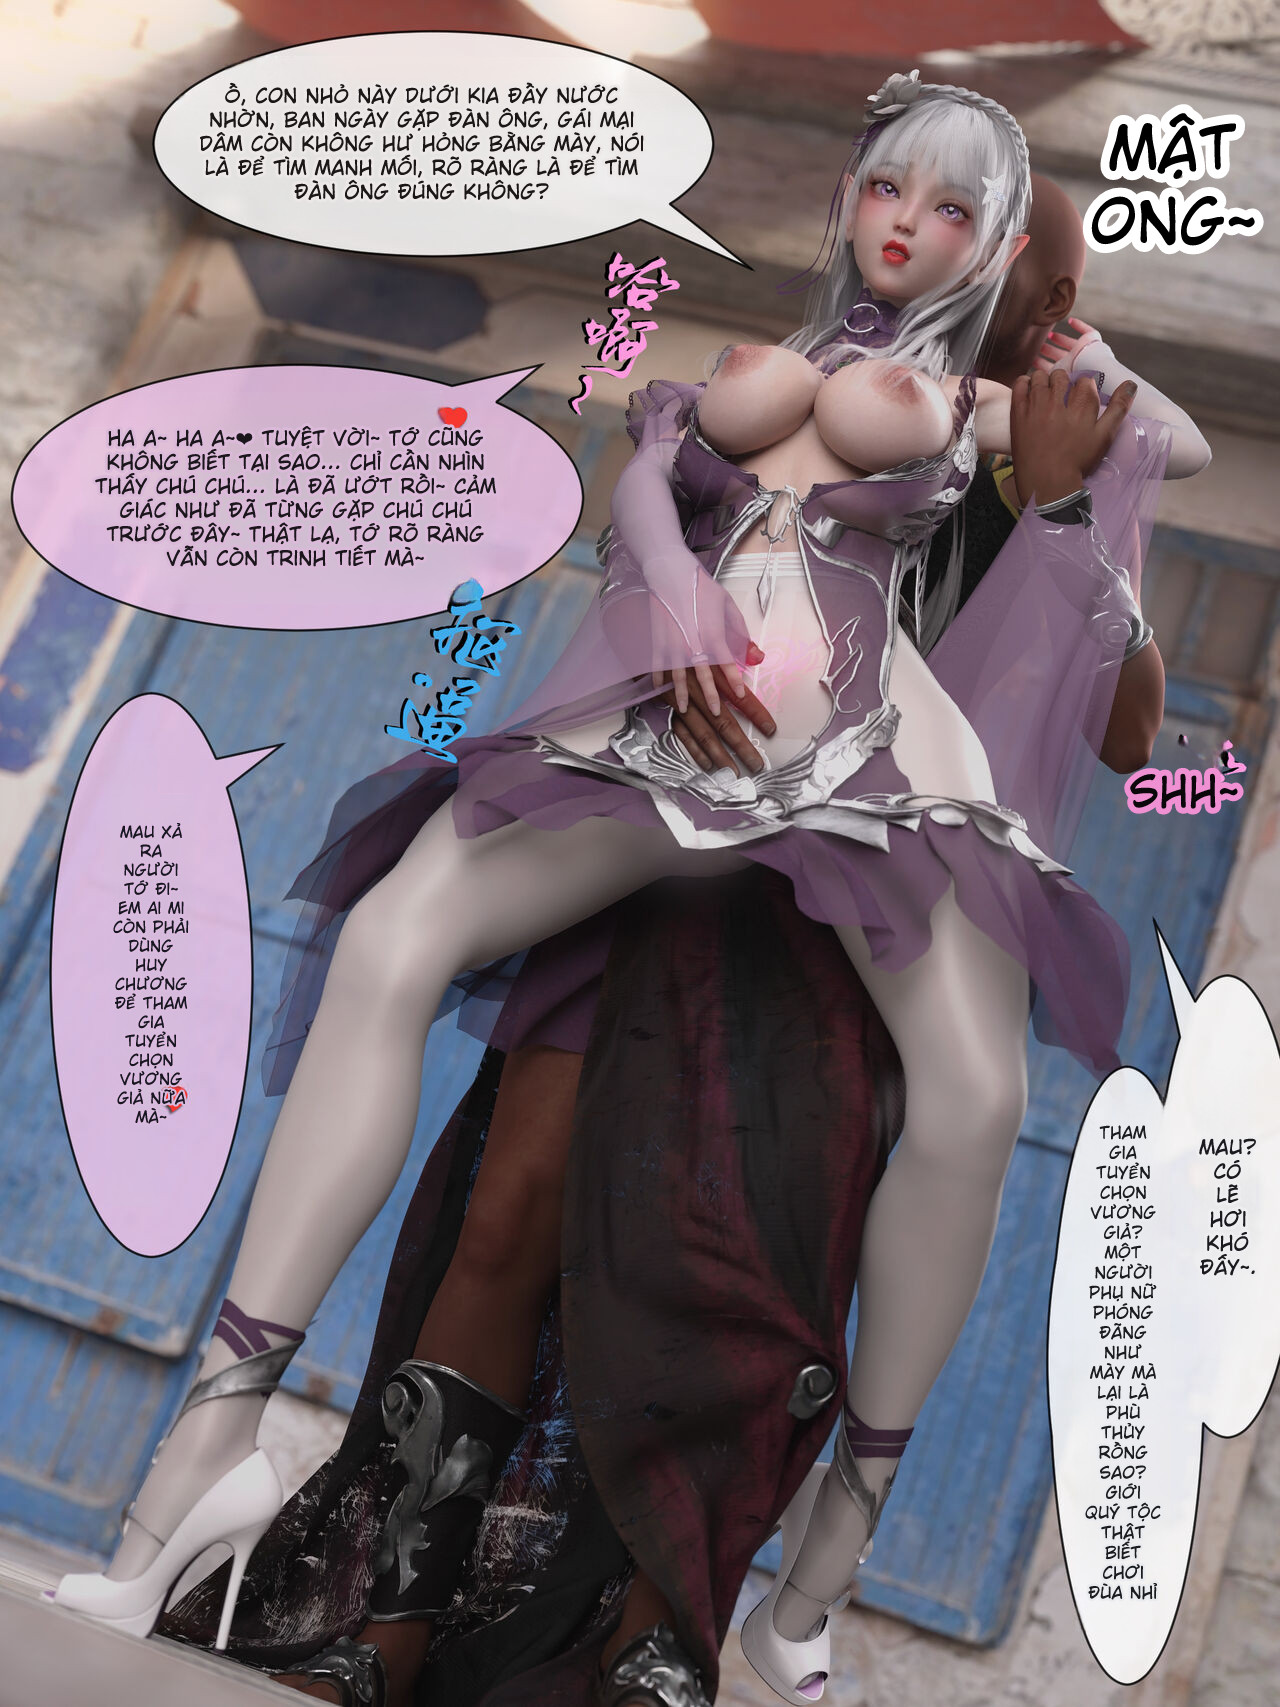 Ồ, CON NHỎ NÀY DƯỚI KIA ĐẦY NƯỚC
NHỜN, BAN NGÀY GẶP ĐÀN ÔNG, GÁI MẠI
DÂM CÒN KHÔNG HƯ HỎNG BẰNG MÀY, NÓI
LÀ ĐỂ TÌM MANH MỐI, RÕ RÀNG LÀ ĐỂ TÌM
ĐÀN ÔNG ĐÚNG KHÔNG?
MẬT
ONG~
哈
啊
~
HA A~ HA A~❤ TUYỆT VỜI~ TỚ CŨNG
KHÔNG BIẾT TẠI SAO... CHỈ CẦN NHÌN
THẤY CHÚ CHÚ... LÀ ĐÃ ƯỚT RỒI~ CẢM
GIÁC NHƯ ĐÃ TỪNG GẶP CHÚ CHÚ
TRƯỚC ĐÂY~ THẬT LẠ, TỚ RÕ RÀNG
VẪN CÒN TRINH TIẾT MÀ~
SHH~
MAU XẢ
RA
NGƯỜI
TỚ ĐI~
EM AI MI
CÒN PHẢI
DÙNG
HUY
CHƯƠNG
ĐỂ THAM
GIA
TUYỂN
CHỌN
VƯƠNG
GIẢ NỮA
MÀ~
MAU?
CÓ
LẼ
HƠI
KHÓ
ĐẤY~.
THAM
GIA
TUYỂN
CHỌN
VƯƠNG
GIẢ?
MỘT
NGƯỜI
PHỤ NỮ
PHÓNG
ĐÃNG
NHƯ
MÀY MÀ
LẠI LÀ
PHÙ
THỦY
RỒNG
SAO?
GIỚI
QUÝ TỘC
THẬT
BIẾT
CHƠI
ĐÙA NHỈ